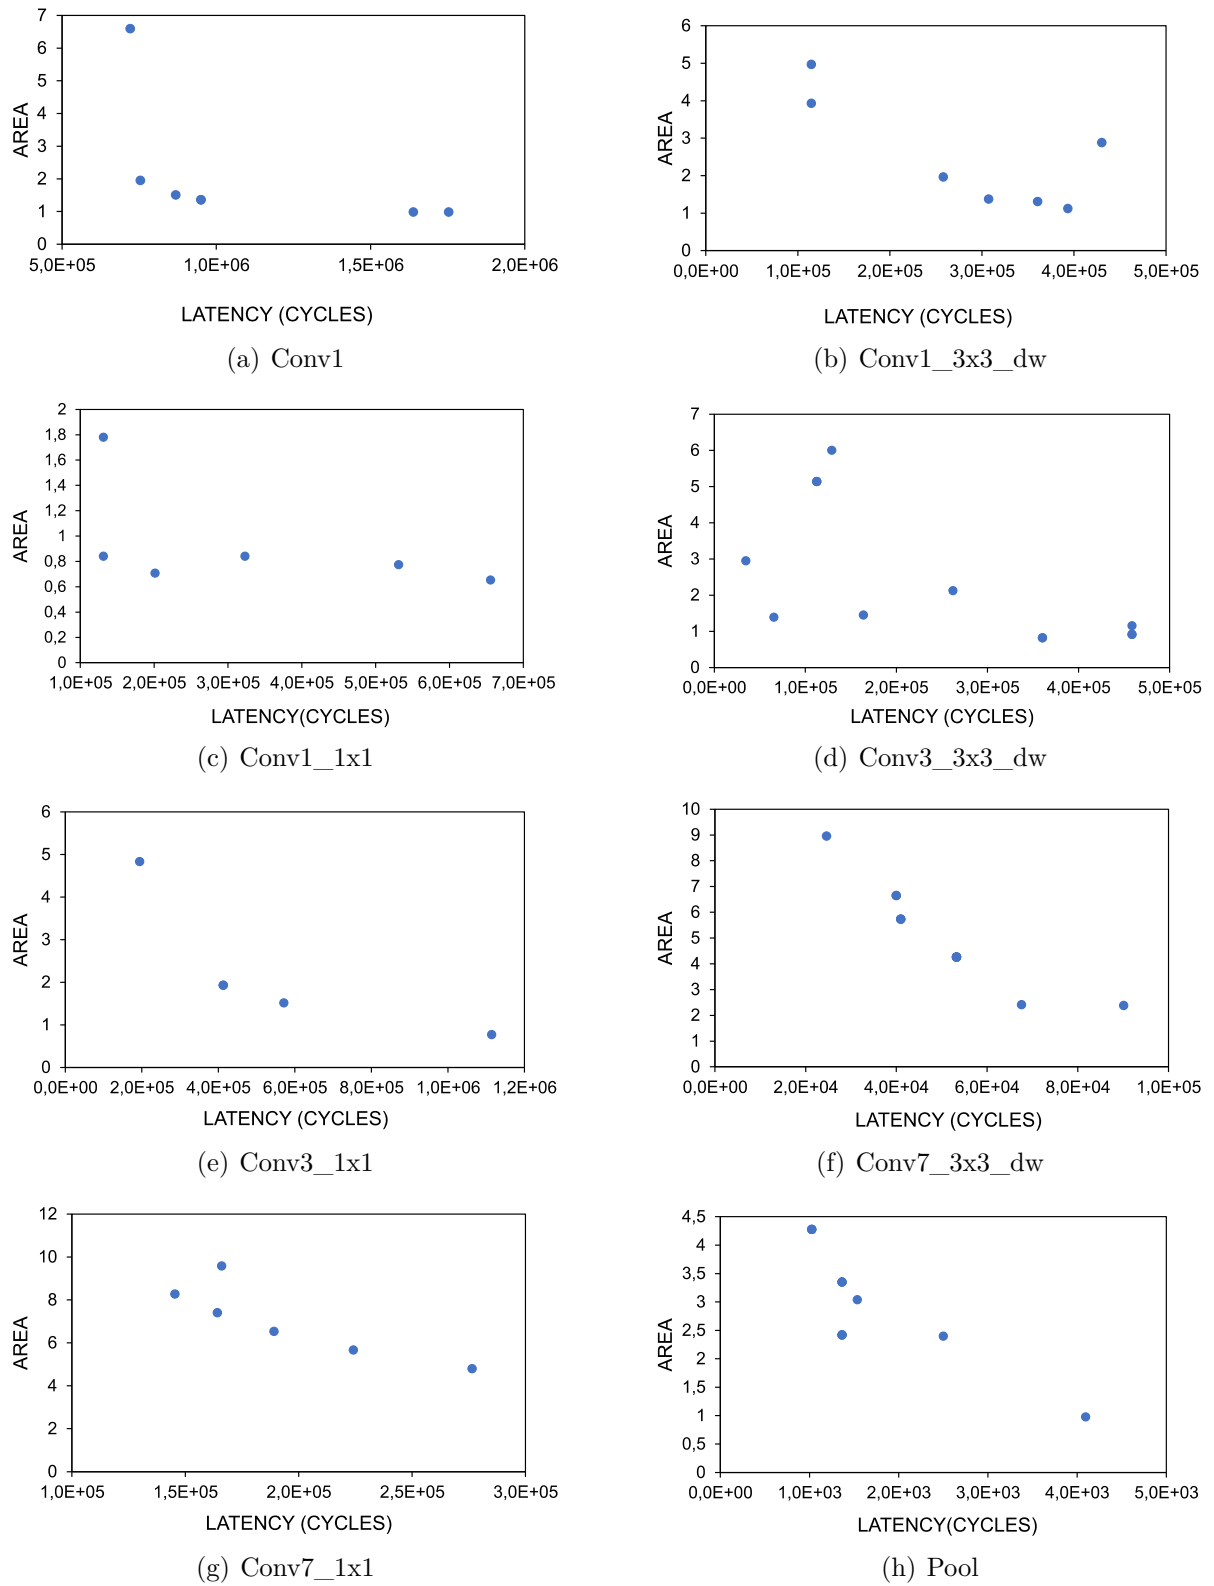 7
6
5
4
3
2
1
0
AREA
5,0E+05 1,0E+06 1,5E+06 2,0E+06
LATENCY (CYCLES)
(a) Conv1
6
5
4
3
2
1
0
AREA
0,0E+00 1,0E+05 2,0E+05 3,0E+05 4,0E+05 5,0E+05
LATENCY (CYCLES)
(b) Conv1_3x3_dw
2
1,8
1,6
1,4
1,2
1
0,8
0,6
0,4
0,2
0
AREA
1,0E+05 2,0E+05 3,0E+05 4,0E+05 5,0E+05 6,0E+05 7,0E+05
LATENCY(CYCLES)
(c) Conv1_1x1
7
6
5
4
3
2
1
0
AREA
0,0E+00 1,0E+05 2,0E+05 3,0E+05 4,0E+05 5,0E+05
LATENCY (CYCLES)
(d) Conv3_3x3_dw
6
5
4
3
2
1
0
AREA
0,0E+00 2,0E+05 4,0E+05 6,0E+05 8,0E+05 1,0E+06 1,2E+06
LATENCY (CYCLES)
(e) Conv3_1x1
10
9
8
7
6
5
4
3
2
1
0
AREA
0,0E+00 2,0E+04 4,0E+04 6,0E+04 8,0E+04 1,0E+05
LATENCY (CYCLES)
(f) Conv7_3x3_dw
12
10
8
6
4
2
0
AREA
1,0E+05 1,5E+05 2,0E+05 2,5E+05 3,0E+05
LATENCY (CYCLES)
(g) Conv7_1x1
4,5
4
3,5
3
2,5
2
1,5
1
0,5
0
AREA
0,0E+00 1,0E+03 2,0E+03 3,0E+03 4,0E+03 5,0E+03
LATENCY(CYCLES)
(h) Pool